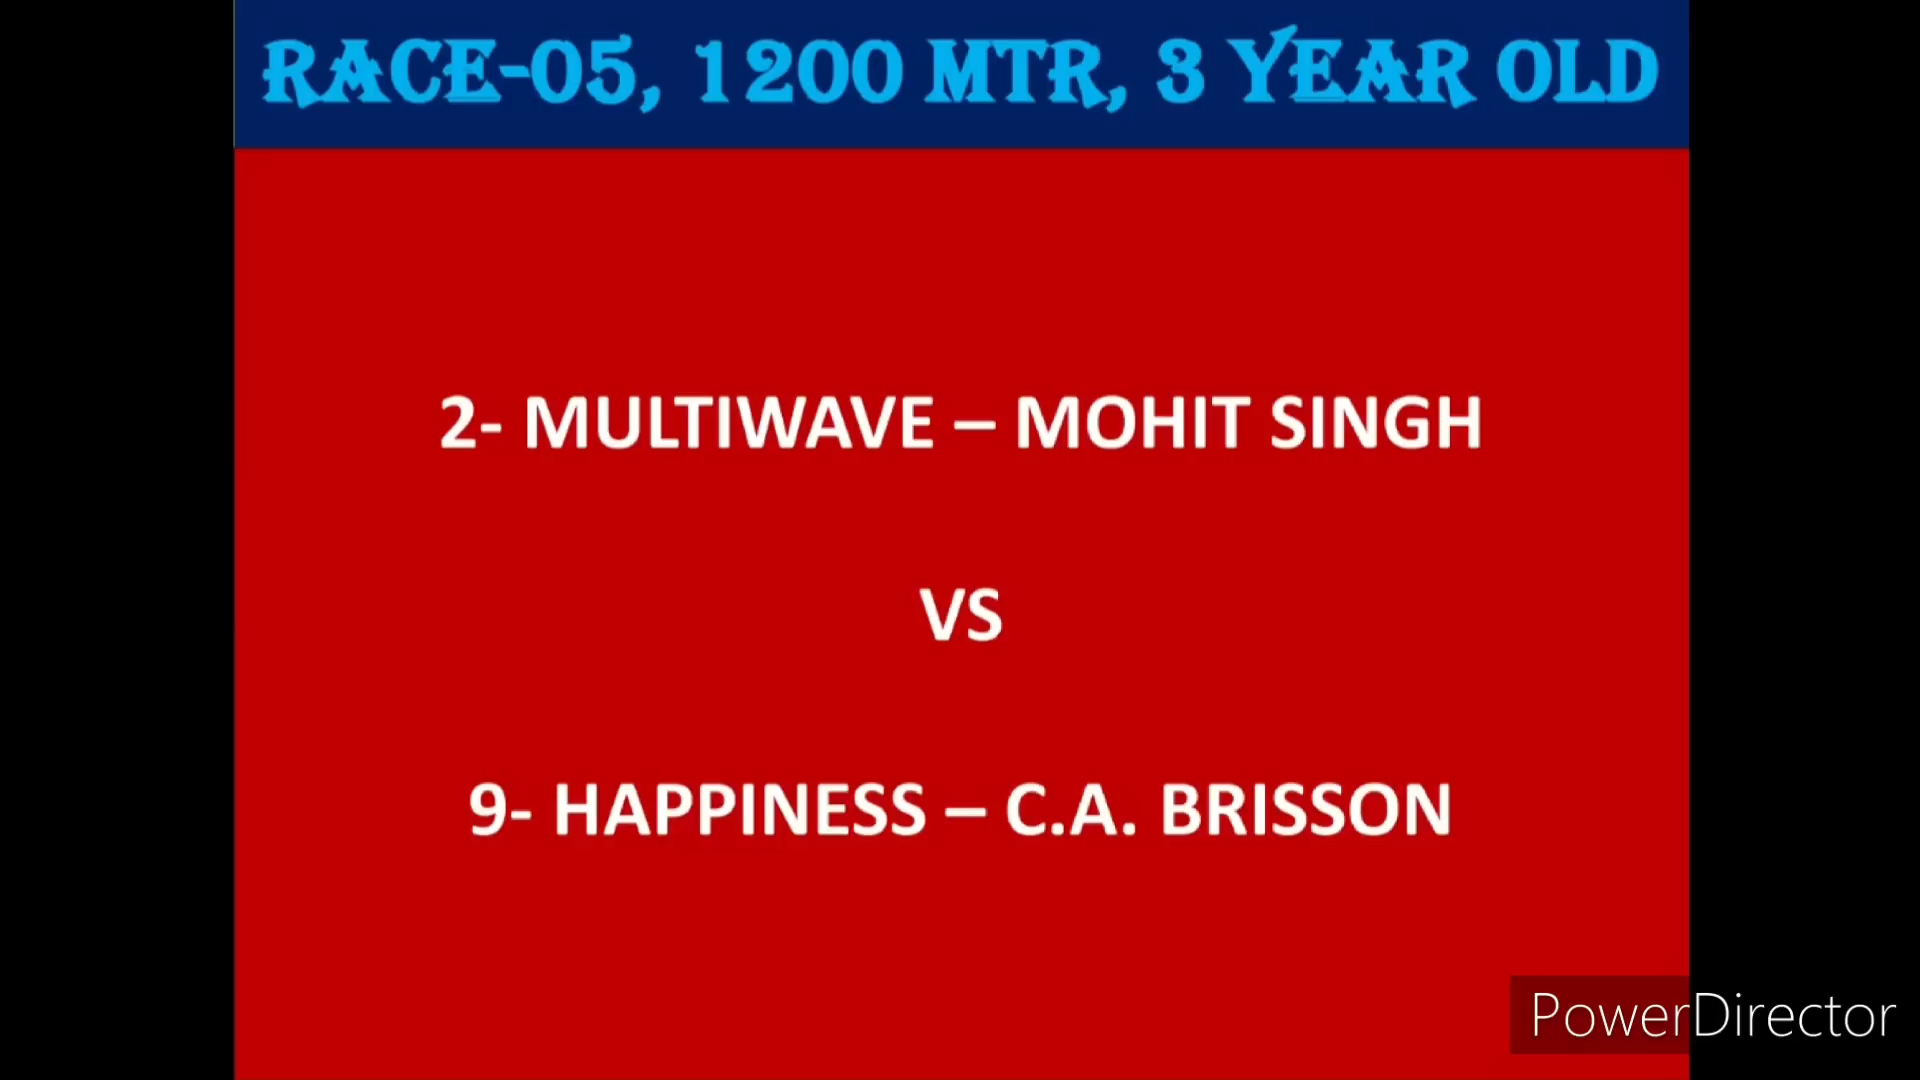 RACE-05, 1200 MTR, 3 YEAR OLD
2- MULTIWAVE – MOHIT SINGH
VS
9- HAPPINESS – C.A. BRISSON
PowerDirector